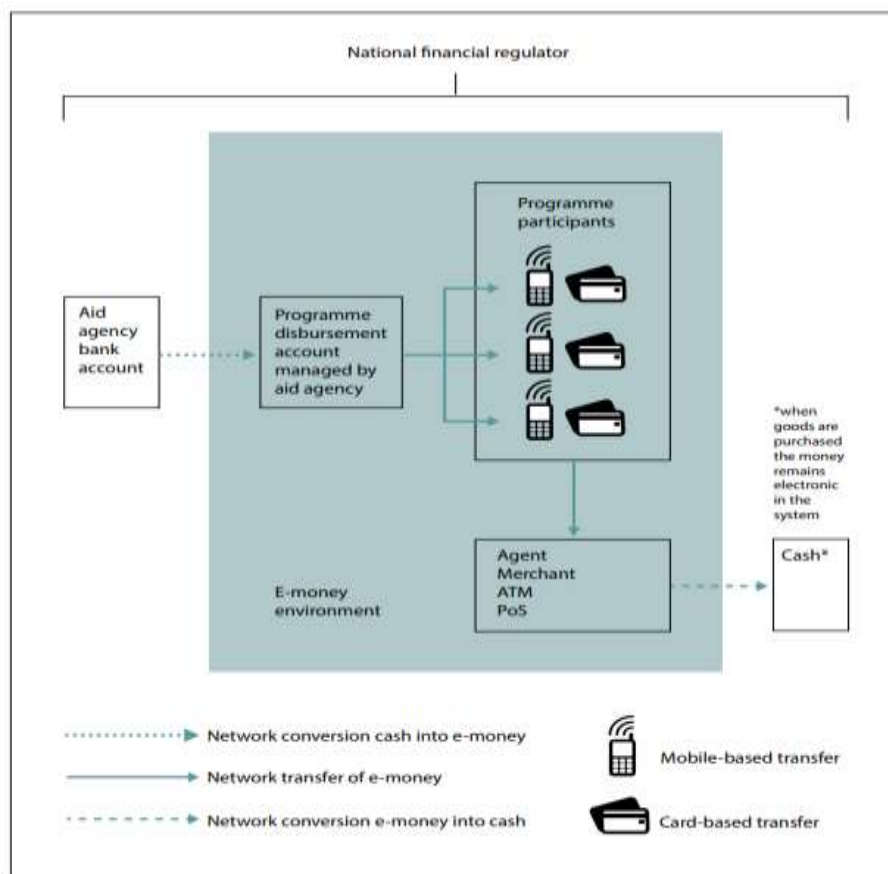 National financial regulator
Programme
participants
Aid
agency
bank
account
Programme
disbursement
account
managed by
aid agency
*when
goods are
purchased
the money
remains
electronic
in the
system
Agent
Merchant
ATM
PoS
Cash*
E-money
environment
Network conversion cash into e-money
Network transfer of e-money
Network conversion e-money into cash
Mobile-based transfer
Card-based transfer